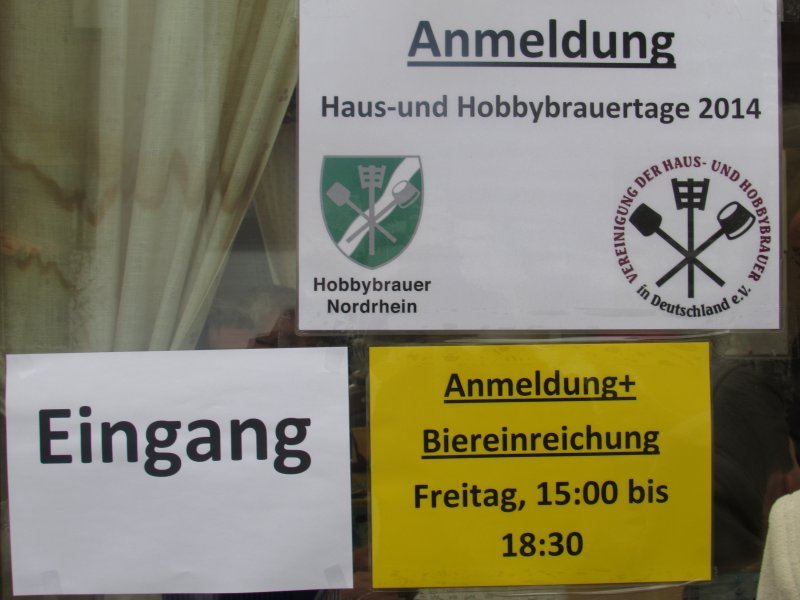 Anmeldung
Haus-und Hobbybrauertage 2014
Hobbybrauer
Nordrhein
VEREINIGUNG DER HAUS- UND HOBBYBRAUER
in Deutschland e.V.
Eingang
Anmeldung+
Biereinreichung
Freitag, 15:00 bis
18:30